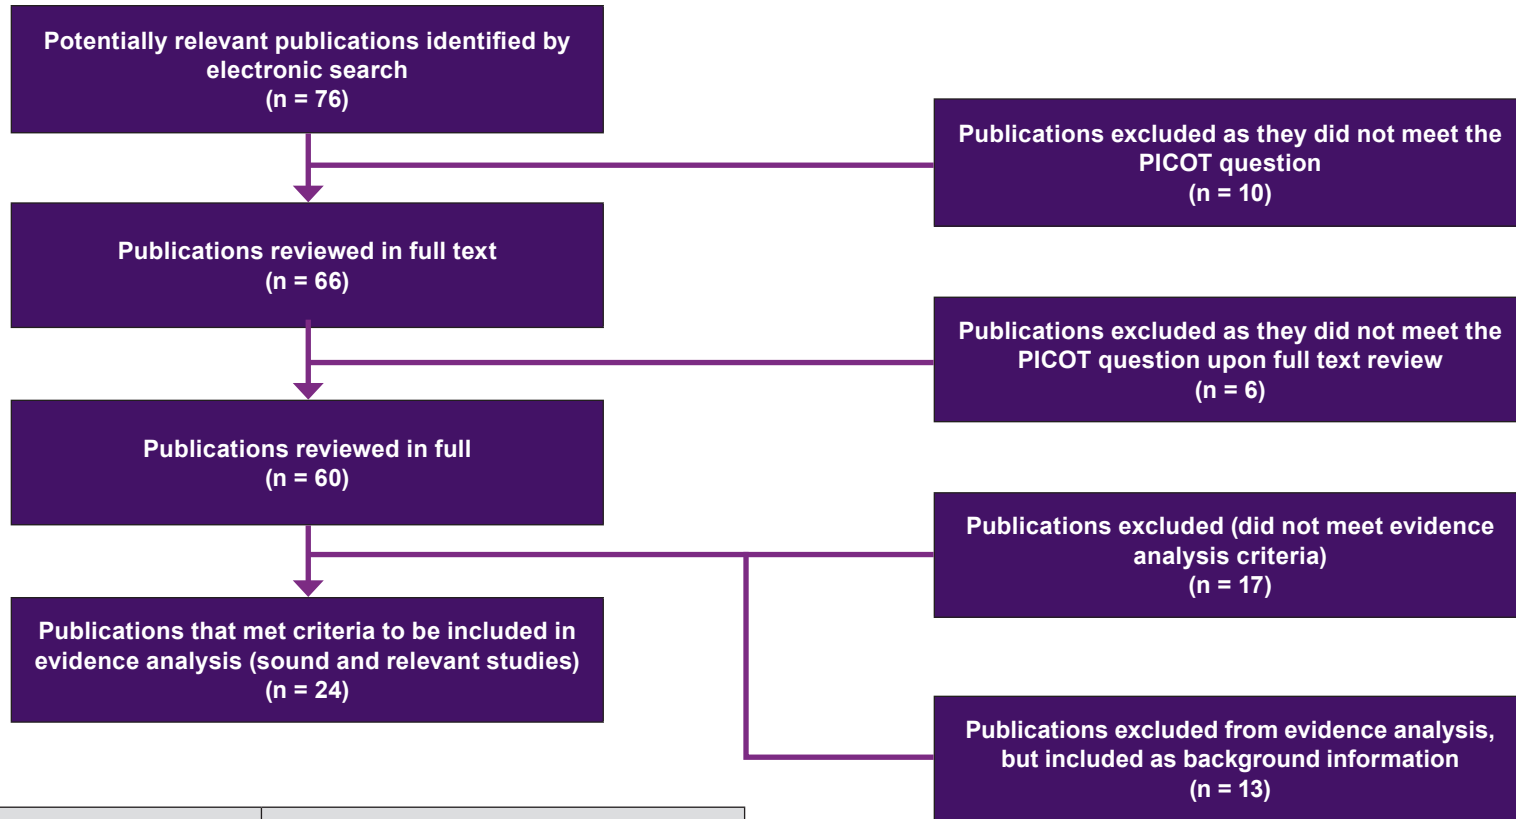 Potentially relevant publications identified by
electronic search
(n = 76)
Publications excluded as they did not meet the
PICOT question
(n = 10)
Publications reviewed in full text
(n = 66)
Publications excluded as they did not meet the
PICOT question upon full text review
(n = 6)
Publications reviewed in full
(n = 60)
Publications excluded (did not meet evidence
analysis criteria)
(n = 17)
Publications that met criteria to be included in
evidence analysis (sound and relevant studies)
(n = 24)
Publications excluded from evidence analysis,
but included as background information
(n = 13)